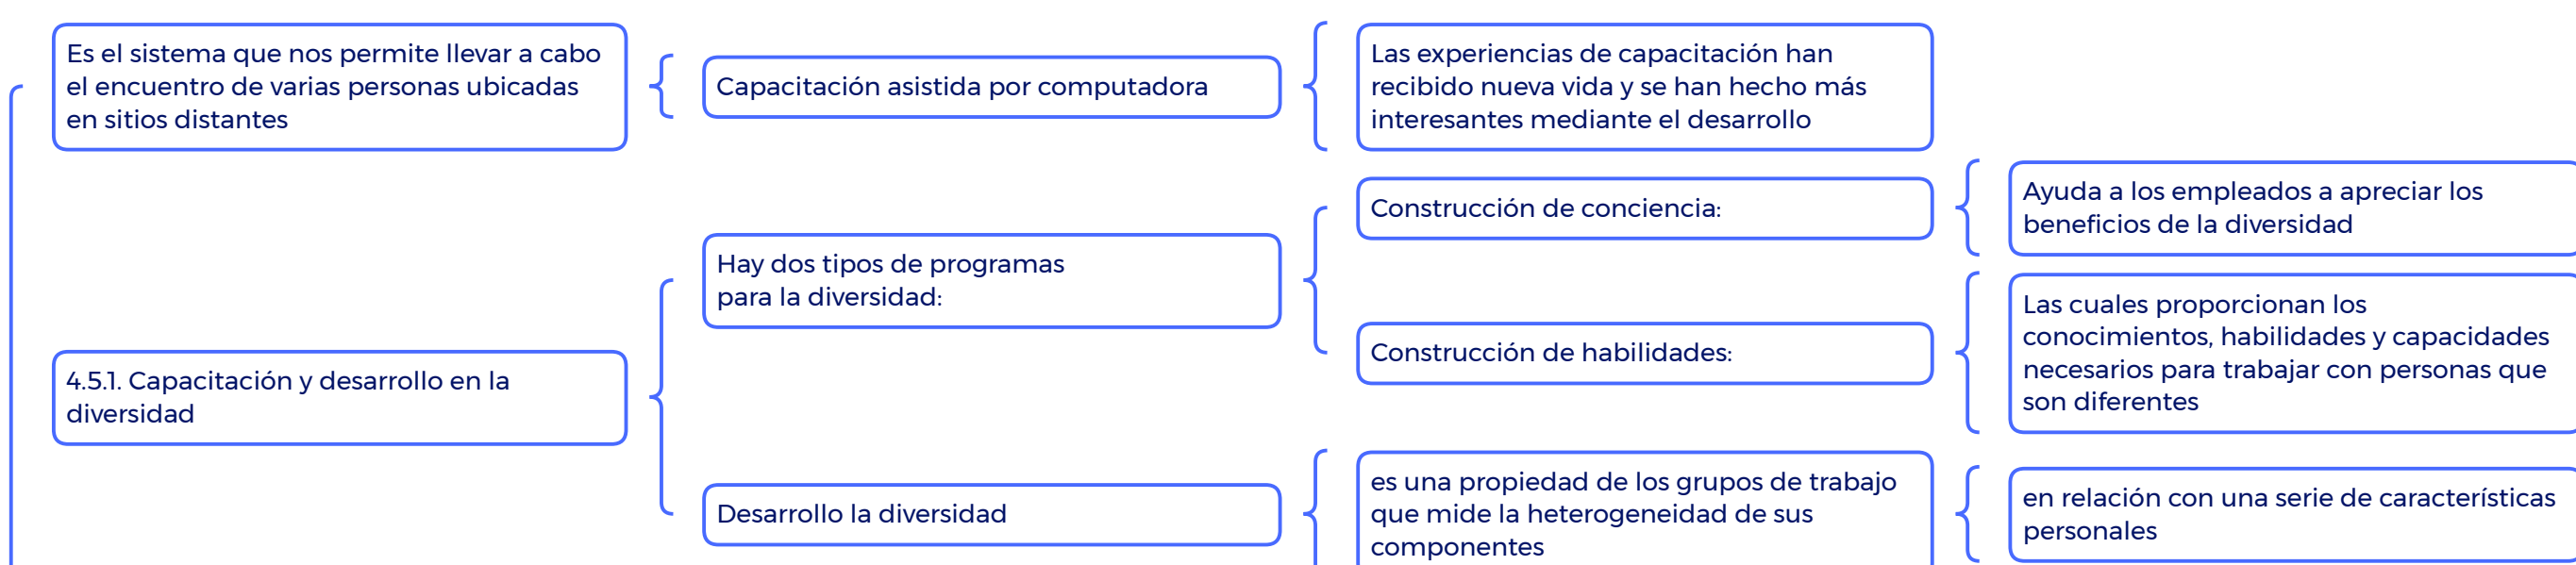 Es el sistema que nos permite llevar a cabo
el encuentro de varias personas ubicadas
en sitios distantes
Capacitación asistida por computadora
Las experiencias de capacitación han
recibido nueva vida y se han hecho más
interesantes mediante el desarrollo
4.5.1. Capacitación y desarrollo en la
diversidad
Hay dos tipos de programas
para la diversidad:
Construcción de conciencia:
Ayuda a los empleados a apreciar los
beneficios de la diversidad
Construcción de habilidades:
Las cuales proporcionan los
conocimientos, habilidades y capacidades
necesarios para trabajar con personas que
son diferentes
Desarrollo la diversidad
es una propiedad de los grupos de trabajo
que mide la heterogeneidad de sus
componentes
en relación con una serie de características
personales